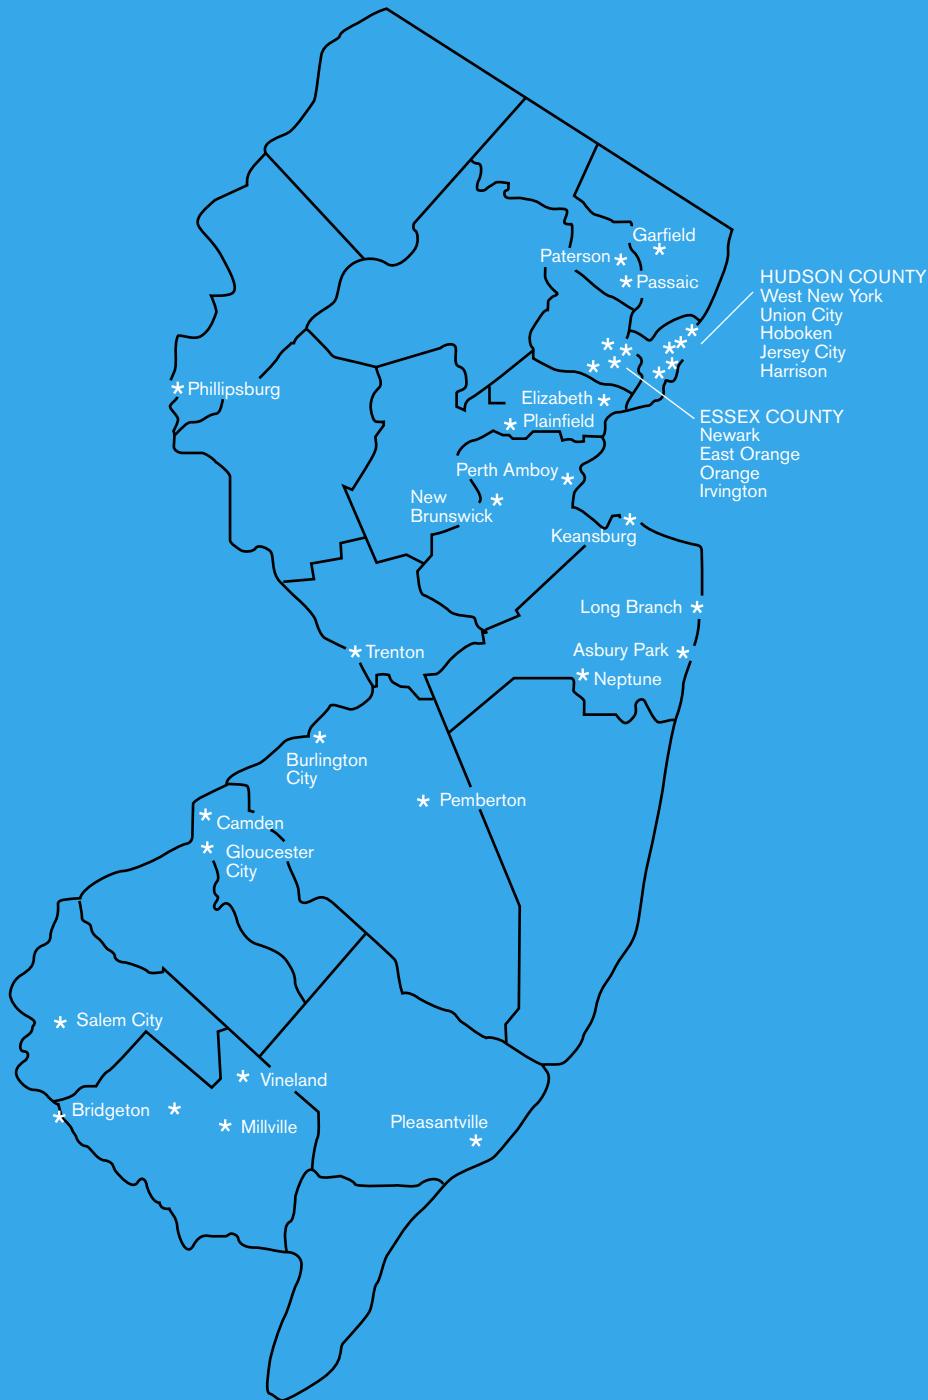 Garfield
Paterson
Passaic
HUDSON COUNTY
West New York
Union City
Hoboken
Jersey City
Harrison
Phillipsburg
Elizabeth
Plainfield
ESSEX COUNTY
Newark
East Orange
Orange
Irvington
Perth Amboy
New
Brunswick
Keansburg
Long Branch
Asbury Park
Trenton
Neptune
Burlington
City
Pemberton
Camden
Gloucester
City
Salem City
Vineland
Bridgeton
Millville
Pleasantville